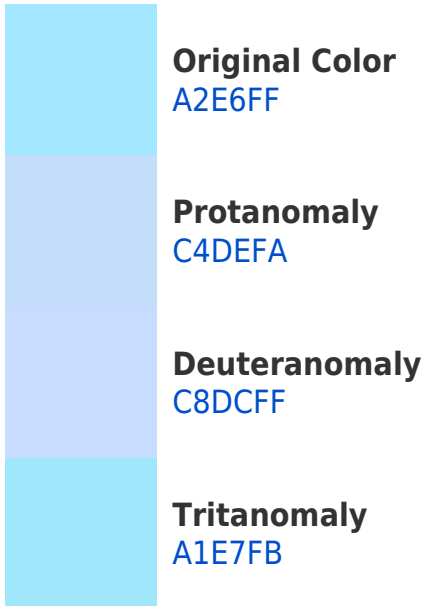 Original Color
A2E6FF
Protanomaly
C4DEFA
Deuteranomaly
C8DCFF
Tritanomaly
A1E7FB